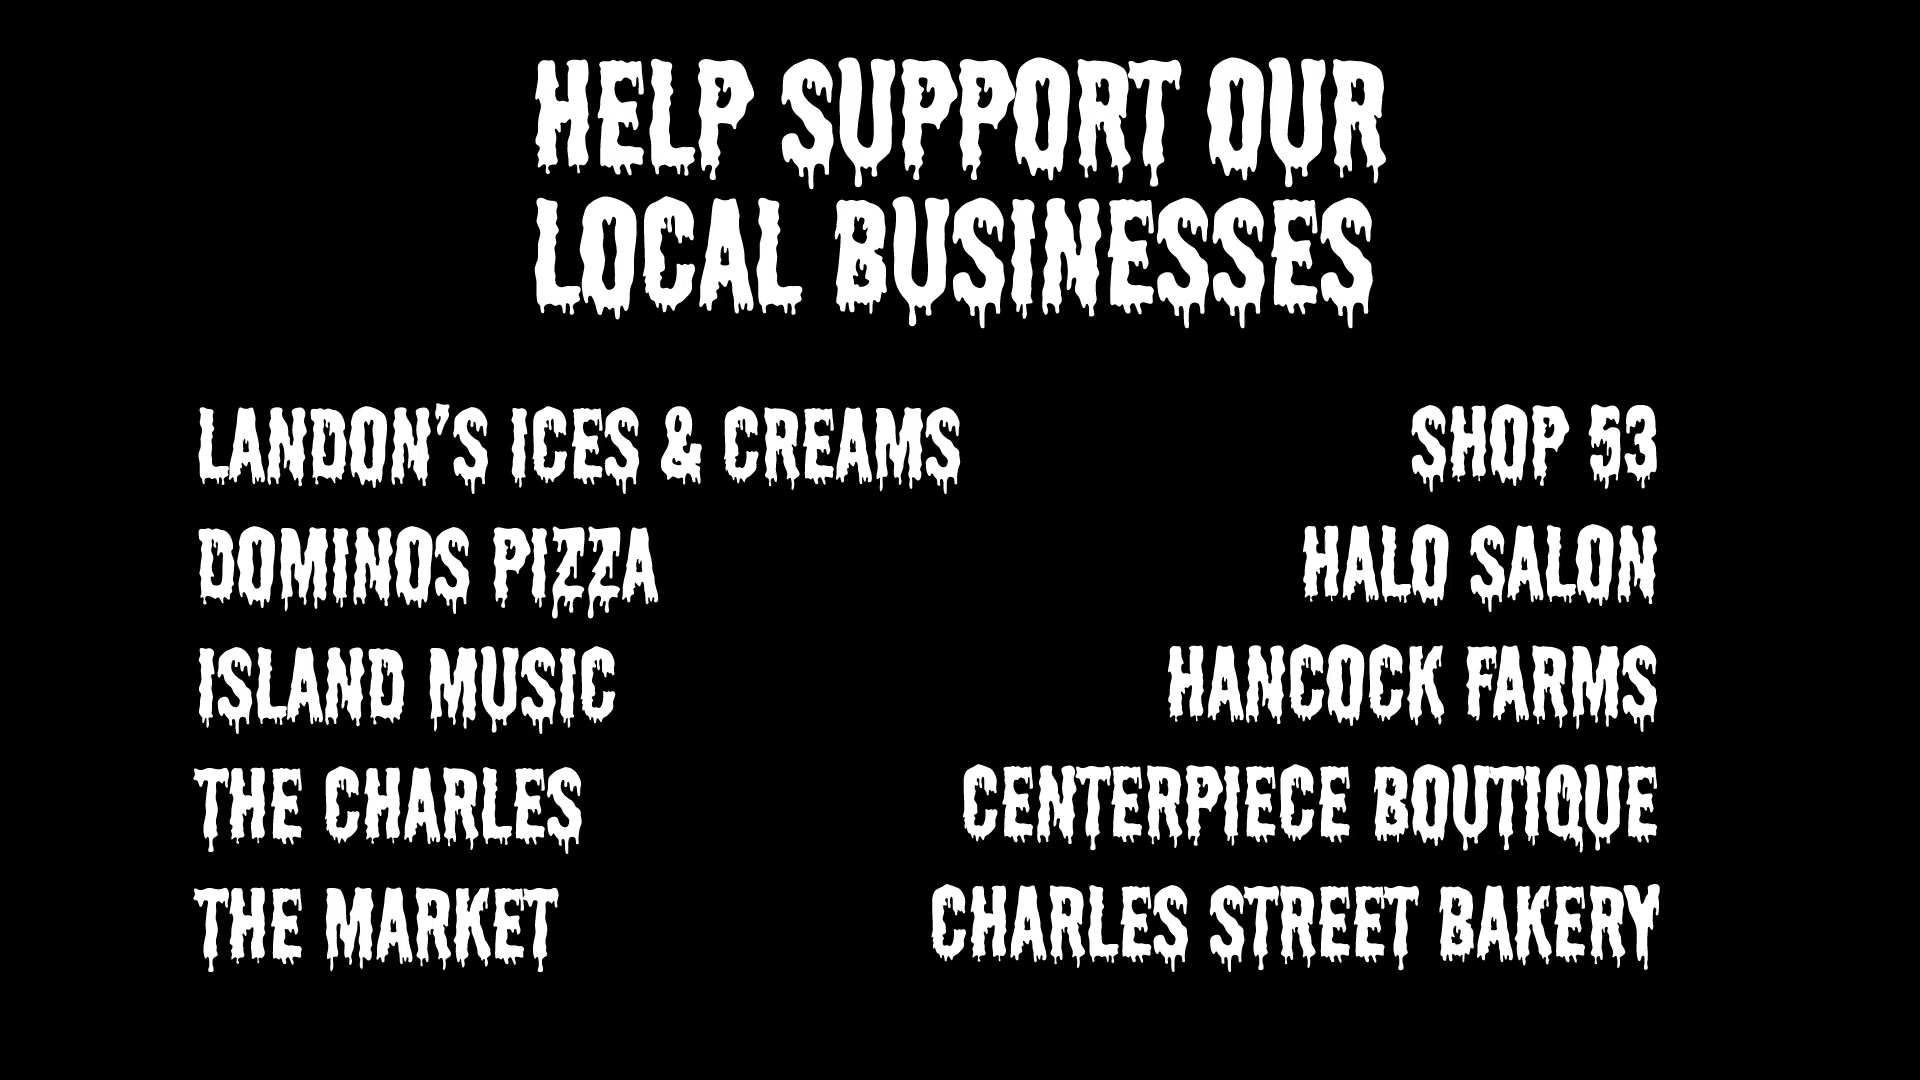 HELP SUPPORT OUR
LOCAL BUSINESSES
LANDON'S ICES & CREAMS
DOMINOS PIZZA
ISLAND MUSIC
THE CHARLES
THE MARKET
SHOP 53
HALO SALON
HANCOCK FARMS
CENTERPIECE BOUTIQUE
CHARLES STREET BAKERY